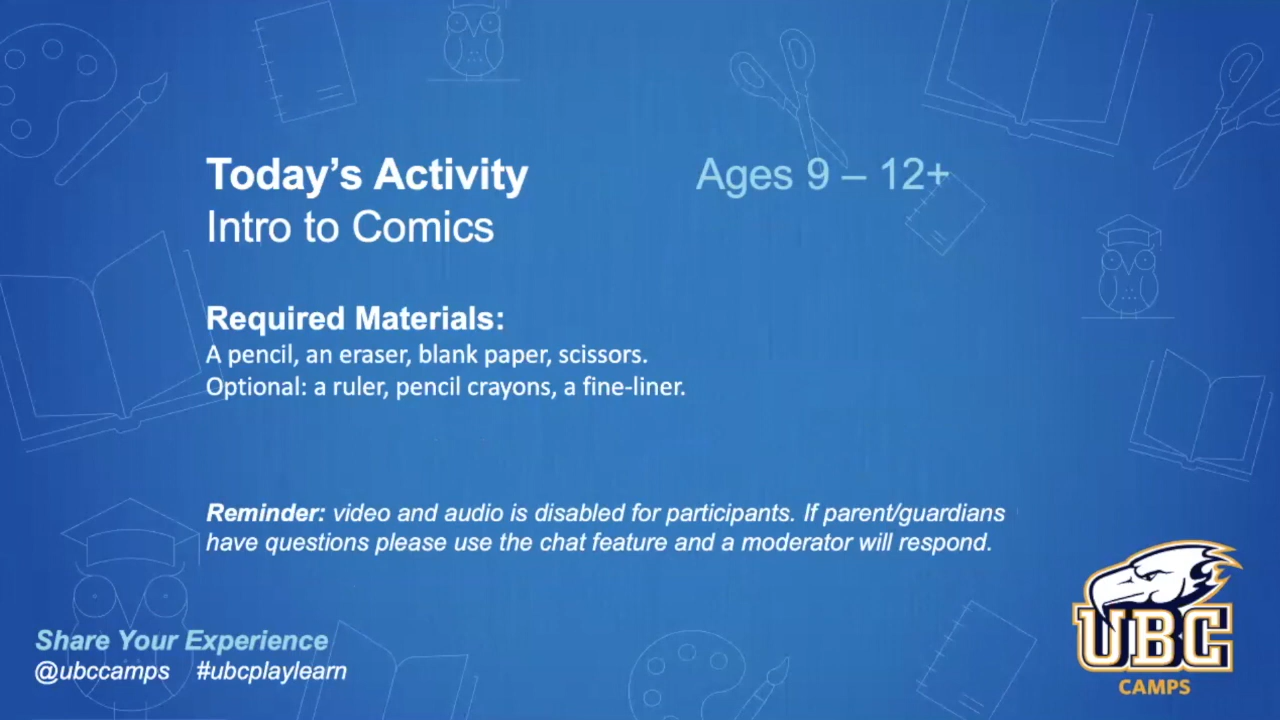 Today’s Activity
Ages 9 – 12+
Intro to Comics
Required Materials:
A pencil, an eraser, blank paper, scissors.
Optional: a ruler, pencil crayons, a fine-liner.
Reminder: video and audio is disabled for participants. If parent/guardians
have questions please use the chat feature and a moderator will respond.
Share Your Experience
@ubccamps #ubcplaylearn
UBC
CAMPS